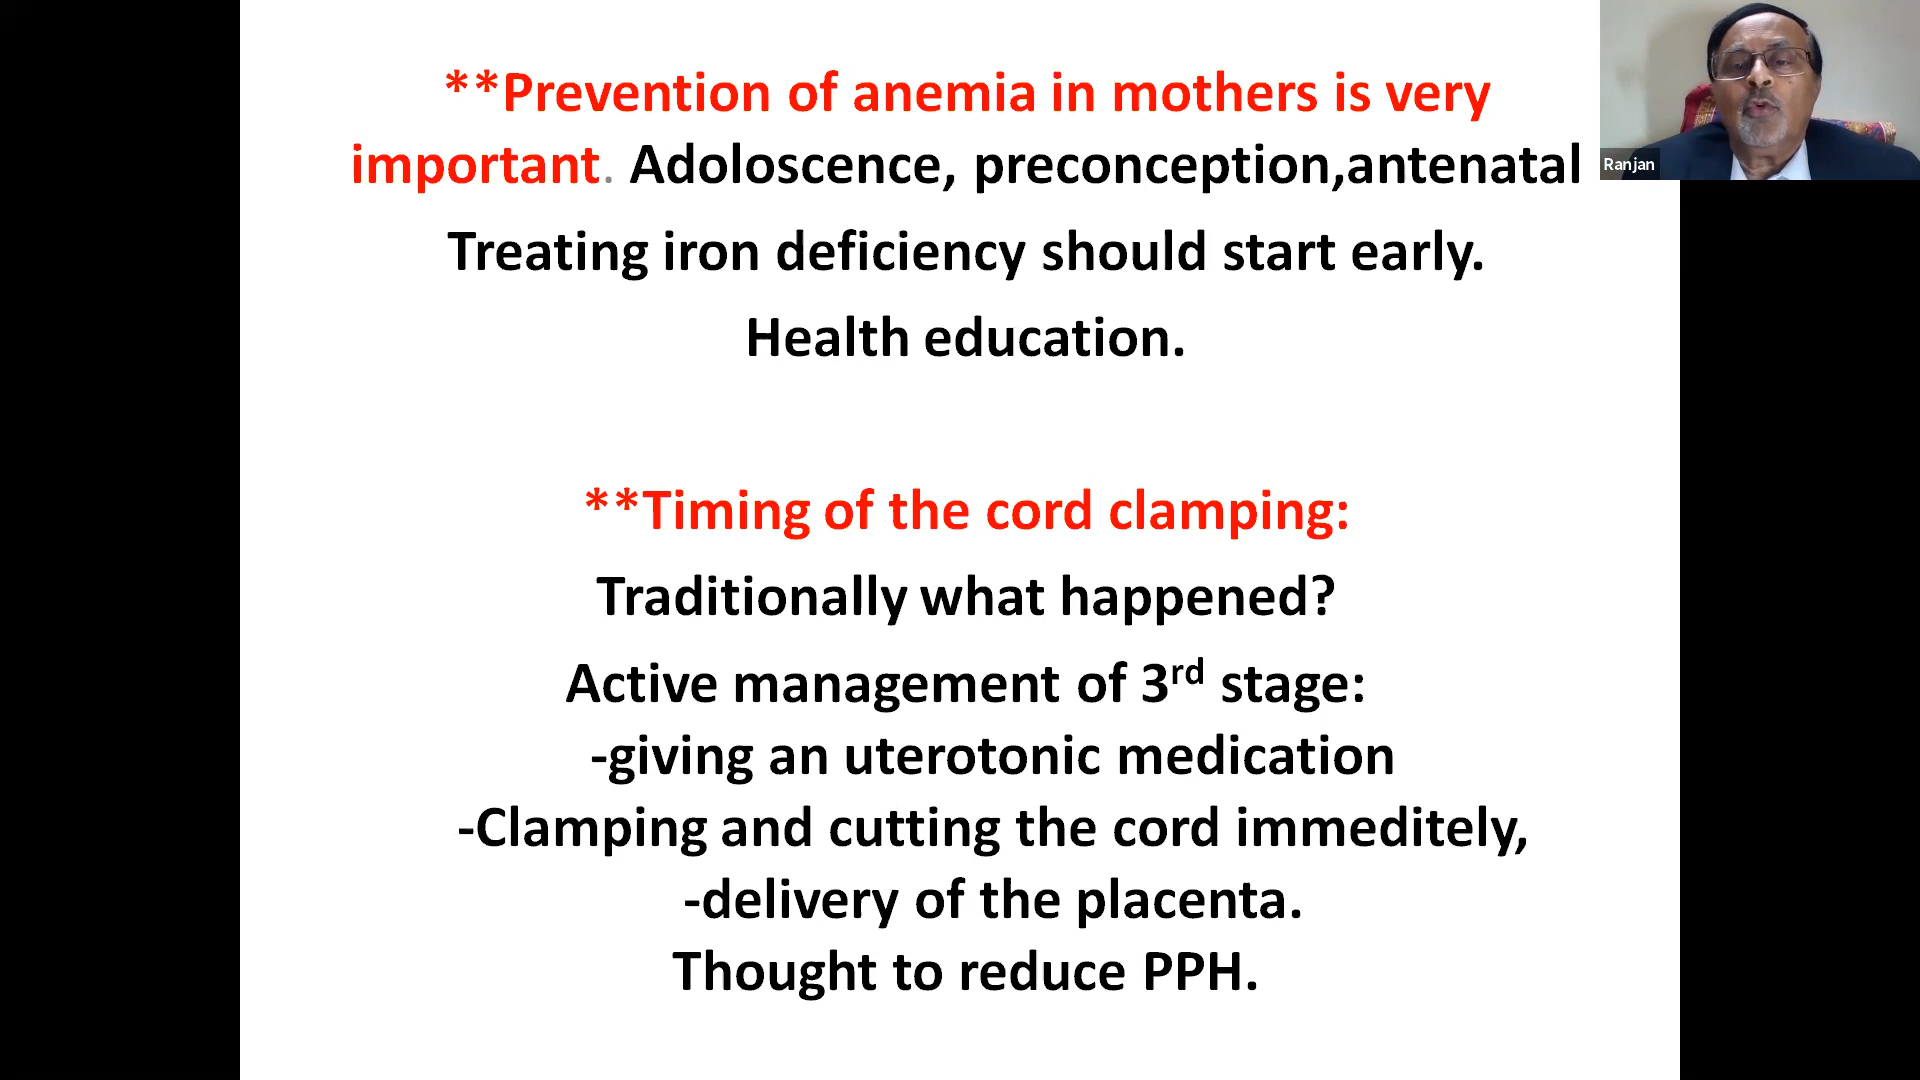 **Prevention of anemia in mothers is very
important. Adoloscence, preconception,antenatal
Treating iron deficiency should start early.
Health education.
**Timing of the cord clamping:
Traditionally what happened?
Active management of 3rd stage:
-giving an uterotonic medication
-Clamping and cutting the cord immeditely,
-delivery of the placenta.
Thought to reduce PPH.
Ranjan